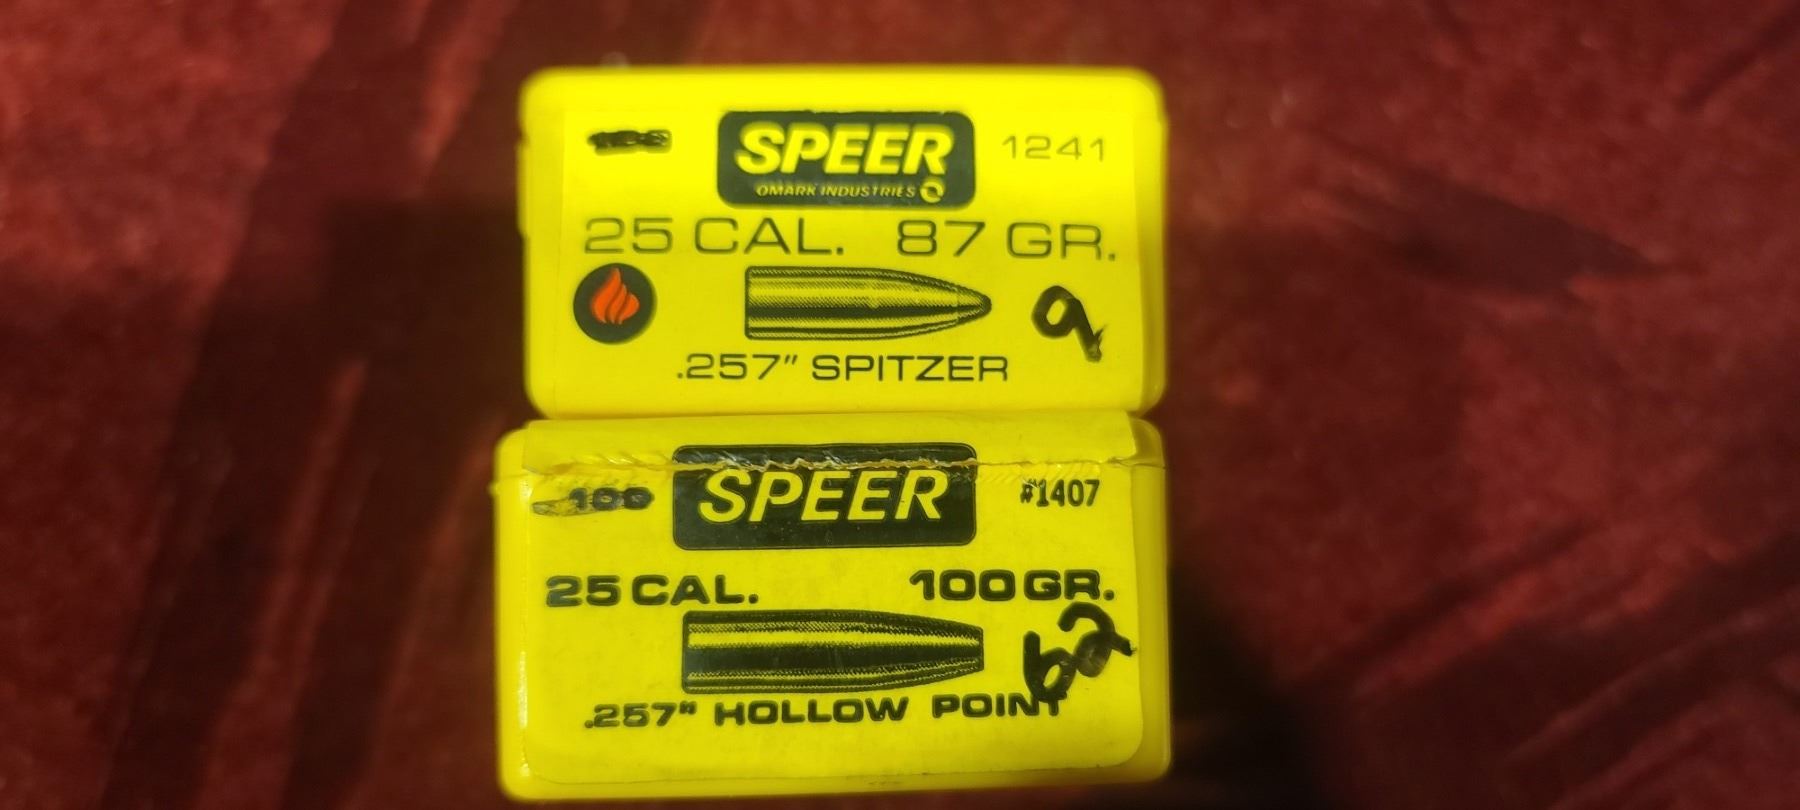 SPEER 1241
OMARK INDUSTRIES
25 CAL. 87 GR.
9
.257" SPITZER
100 SPEER #1407
25 CAL. 100 GR.
62
.257" HOLLOW POINT